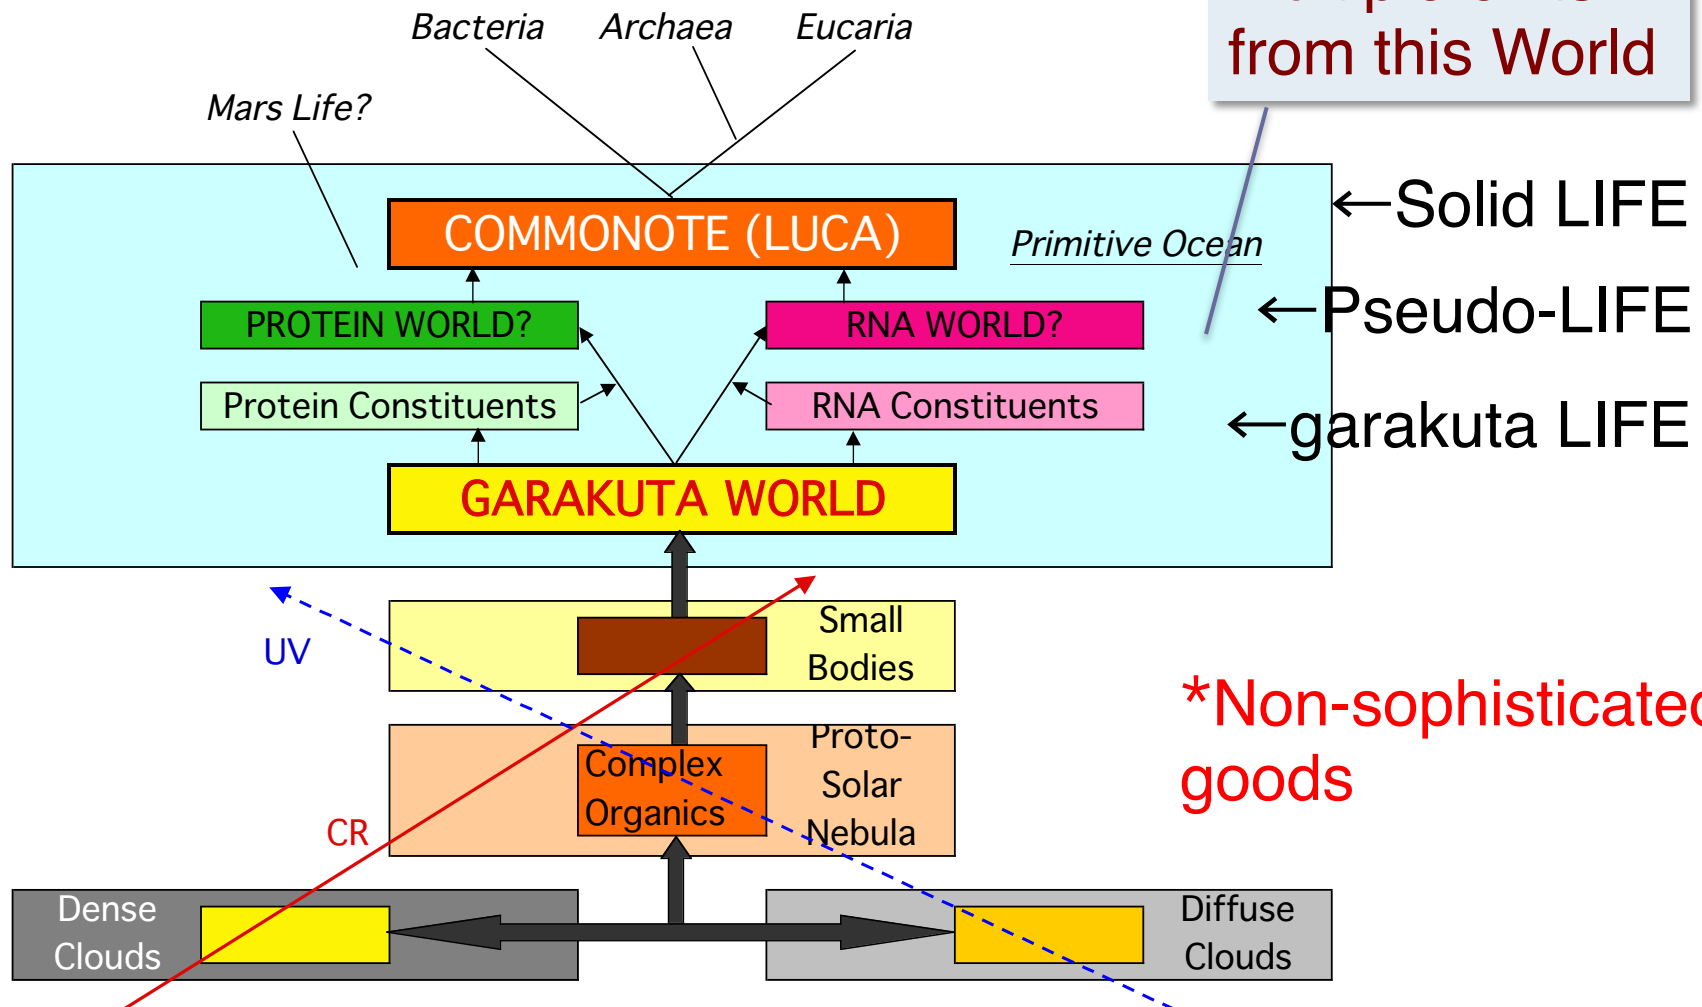 from this World
Bacteria Archaea Eucaria
Mars Life?
COMMONOTE (LUCA)
Primitive Ocean
←Solid LIFE
PROTEIN WORLD?
RNA WORLD?
←Pseudo-LIFE
Protein Constituents
RNA Constituents
←garakuta LIFE
GARAKUTA WORLD
UV
Small
Bodies
*Non-sophisticated
goods
Complex
Organics
Proto-
Solar
Nebula
CR
Dense
Clouds
Diffuse
Clouds